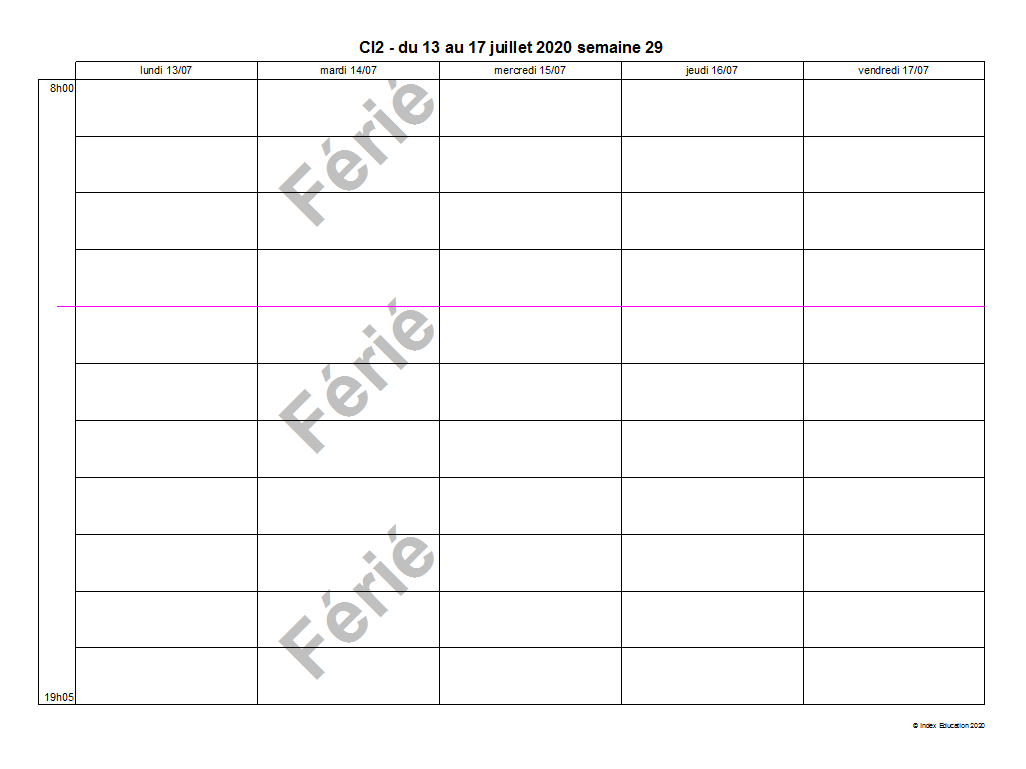 CI2 - du 13 au 17 juillet 2020 semaine 29
lundi 13/07 mardi 14/07 mercredi 15/07 jeudi 16/07 vendredi 17/07
8h00
Férié
Férié
Férié
19h05
© Index Education 2020